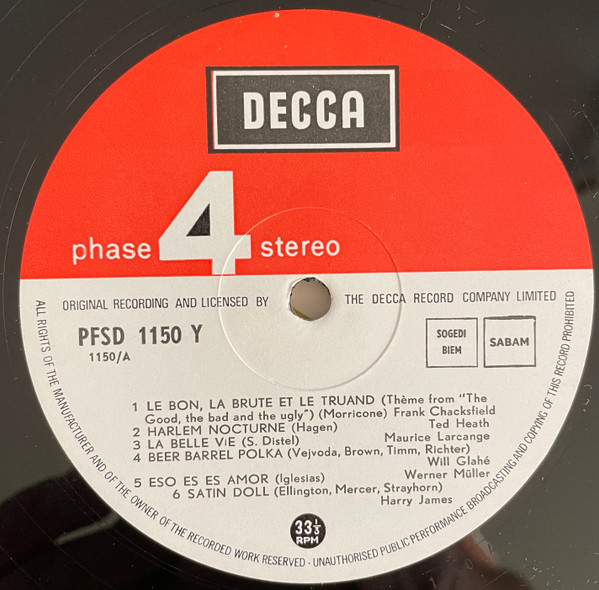 DECCA
phase 4 stereo
ORIGINAL RECORDING AND LICENSED BY THE DECCA RECORD COMPANY LIMITED
PFSD 1150 Y
1150/A
SOGEDI
BIEM
SABAM
1 LE BON, LA BRUTE ET LE TRUAND (Thème from "The
Good, the bad and the ugly") (Morricone) Frank Chacksfield
2 HARLEM NOCTURNE (Hagen) Ted Heath
3 LA BELLE ViE (S. Distel) Maurice Larcange
4 BEER BARREL POLKA (Vejvoda, Brown, Timm, Richter)
Will Glahé
5 ESO ES ES AMOR (Iglesias) Werner Müller
6 SATIN DOLL (Ellington, Mercer, Strayhorn)
Harry James
33⅓
RPM
ALL RIGHTS OF THE MANUFACTURER AND OF THE OWNER OF THE RECORDED WORK RESERVED - UNAUTHORISED PUBLIC PERFORMANCE BROADCASTING AND COPYING OF THIS RECORD PROHIBITED